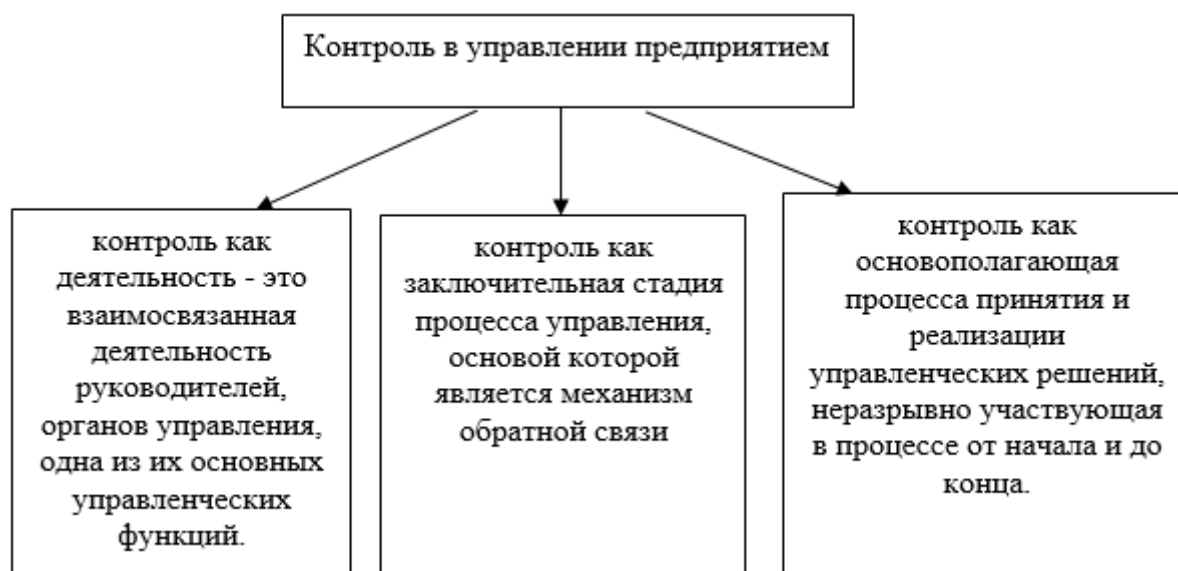 Контроль в управлении предприятием
контроль как
деятельность - это
взаимосвязанная
деятельность
руководителей,
органов управления,
одна из их основных
управленческих
функций.
контроль как
заключительная стадия
процесса управления,
основой которой
является механизм
обратной связи
контроль как
основополагающая
процесса принятия и
реализации
управленческих решений,
неразрывно участвующая
в процессе от начала и до
конца.